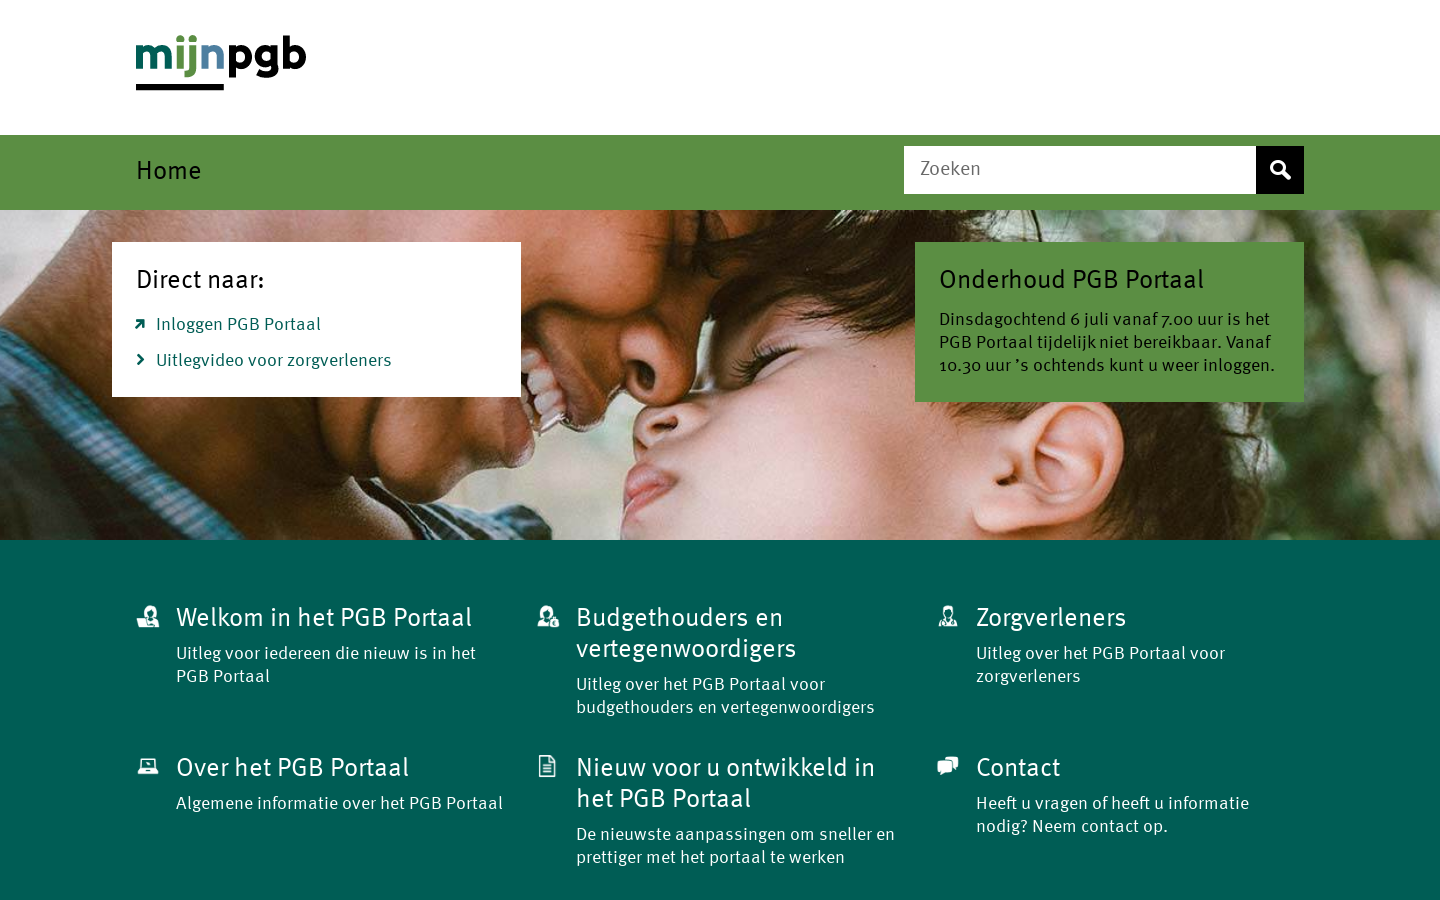 mijnpgb
Home
Zoeken
Direct naar:
Inloggen PGB Portaal
Uitlegvideo voor zorgverleners
Onderhoud PGB Portaal
Dinsdagochtend 6 juli vanaf 7.00 uur is het
PGB Portaal tijdelijk niet bereikbaar. Vanaf
10.30 uur ’s ochtends kunt u weer inloggen.
Welkom in het PGB Portaal
Uitleg voor iedereen die nieuw is in het
PGB Portaal
Budgethouders en
vertegenwoordigers
Uitleg over het PGB Portaal voor
budgethouders en vertegenwoordigers
Zorgverleners
Uitleg over het PGB Portaal voor
zorgverleners
Over het PGB Portaal
Algemene informatie over het PGB Portaal
Nieuw voor u ontwikkeld in
het PGB Portaal
De nieuwste aanpassingen om sneller en
prettiger met het portaal te werken
Contact
Heeft u vragen of heeft u informatie
nodig? Neem contact op.